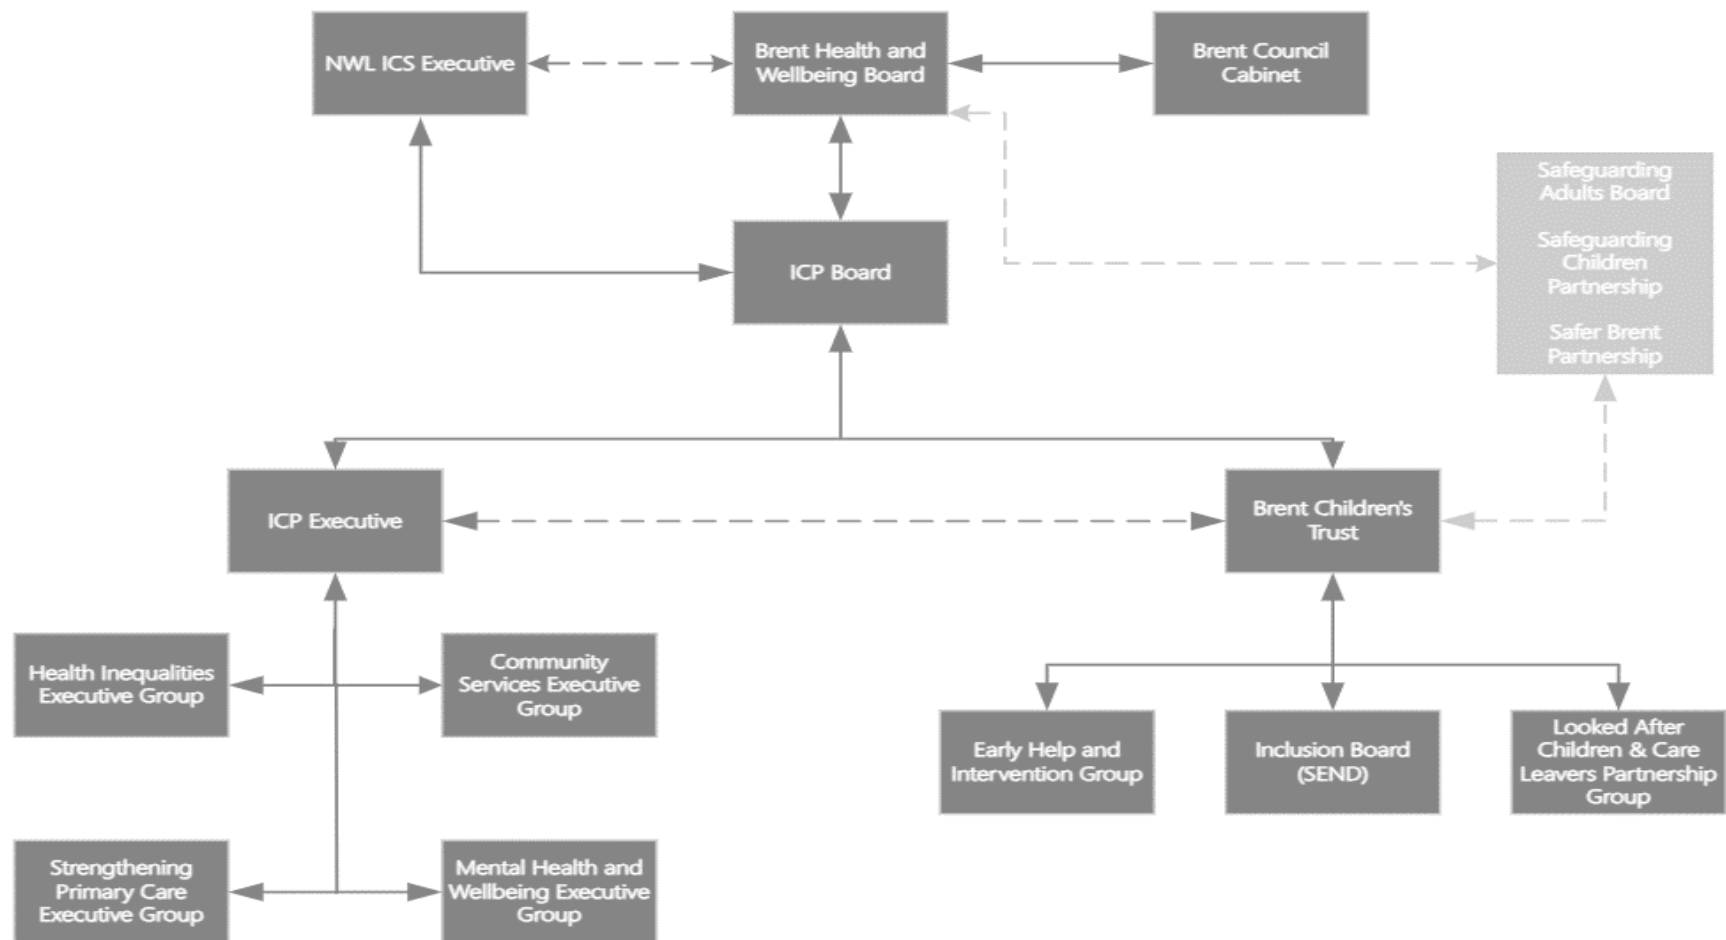 NWL ICS Executive
Brent Health and
Wellbeing Board
Brent Council
Cabinet
Safeguarding
Adults Board
Safeguarding
Children
Partnership
Safer Brent
Partnership
ICP Board
ICP Executive
Brent Children's
Trust
Health Inequalities
Executive Group
Community
Services Executive
Group
Strengthening
Primary Care
Executive Group
Mental Health and
Wellbeing Executive
Group
Early Help and
Intervention Group
Inclusion Board
(SEND)
Looked After
Children & Care
Leavers Partnership
Group